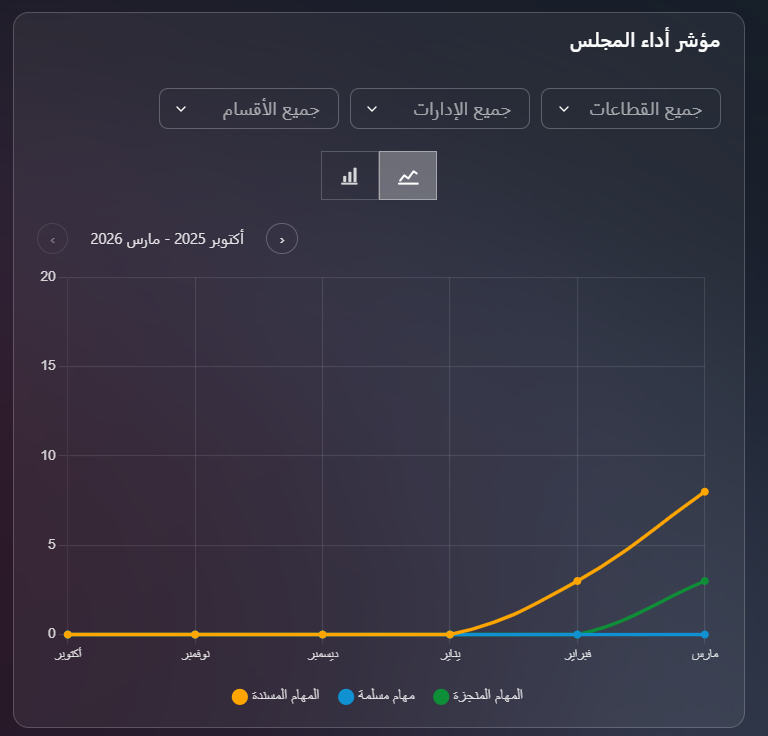 مؤشر أداء المجلس
جميع القطاعات
جميع الإدارات
جميع الأقسام
أكتوبر 2025 - مارس 2026
20
15
10
5
0
أكتوبر
نوفمبر
ديسمبر
يناير
فبراير
مارس
المهام المنجزة
مهام مسلمة
المهام المسندة